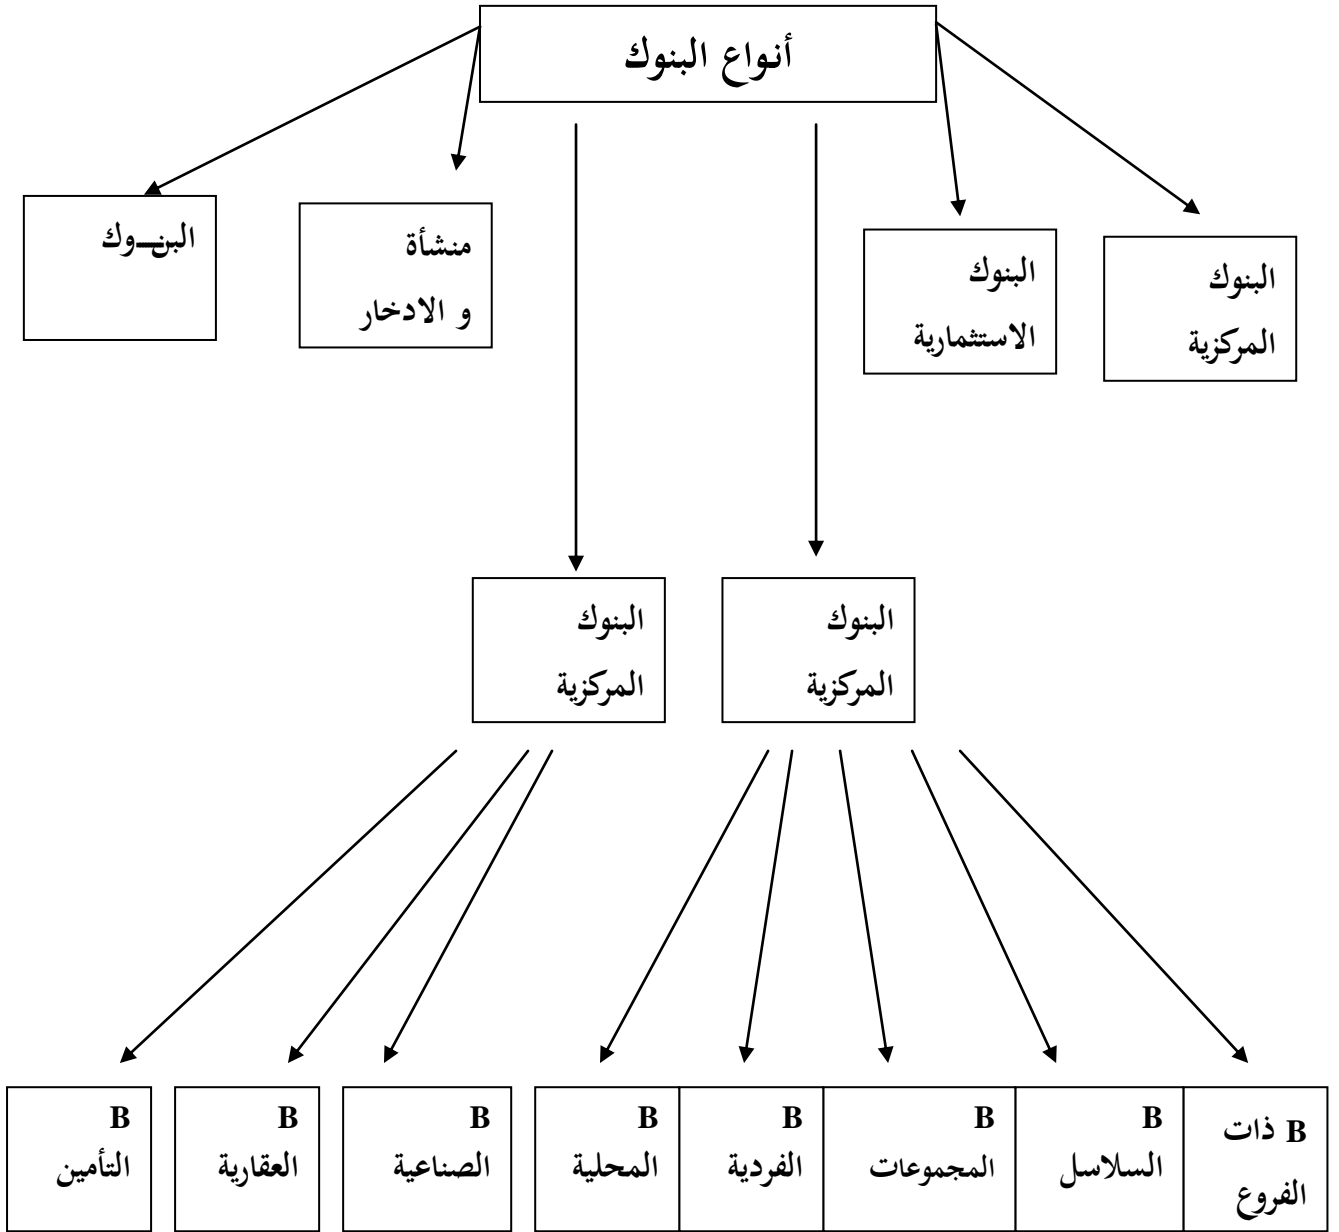 أنواع البنوك
البنوك
المركزية
البنوك
الاستثمارية
منشأة
و الادخار
البنــوك
البنوك
المركزية
البنوك
المركزية
B ذات
الفروع
B
السلاسل
B
المجموعات
B
الفردية
B
المحلية
B
الصناعية
B
العقارية
B
التأمين